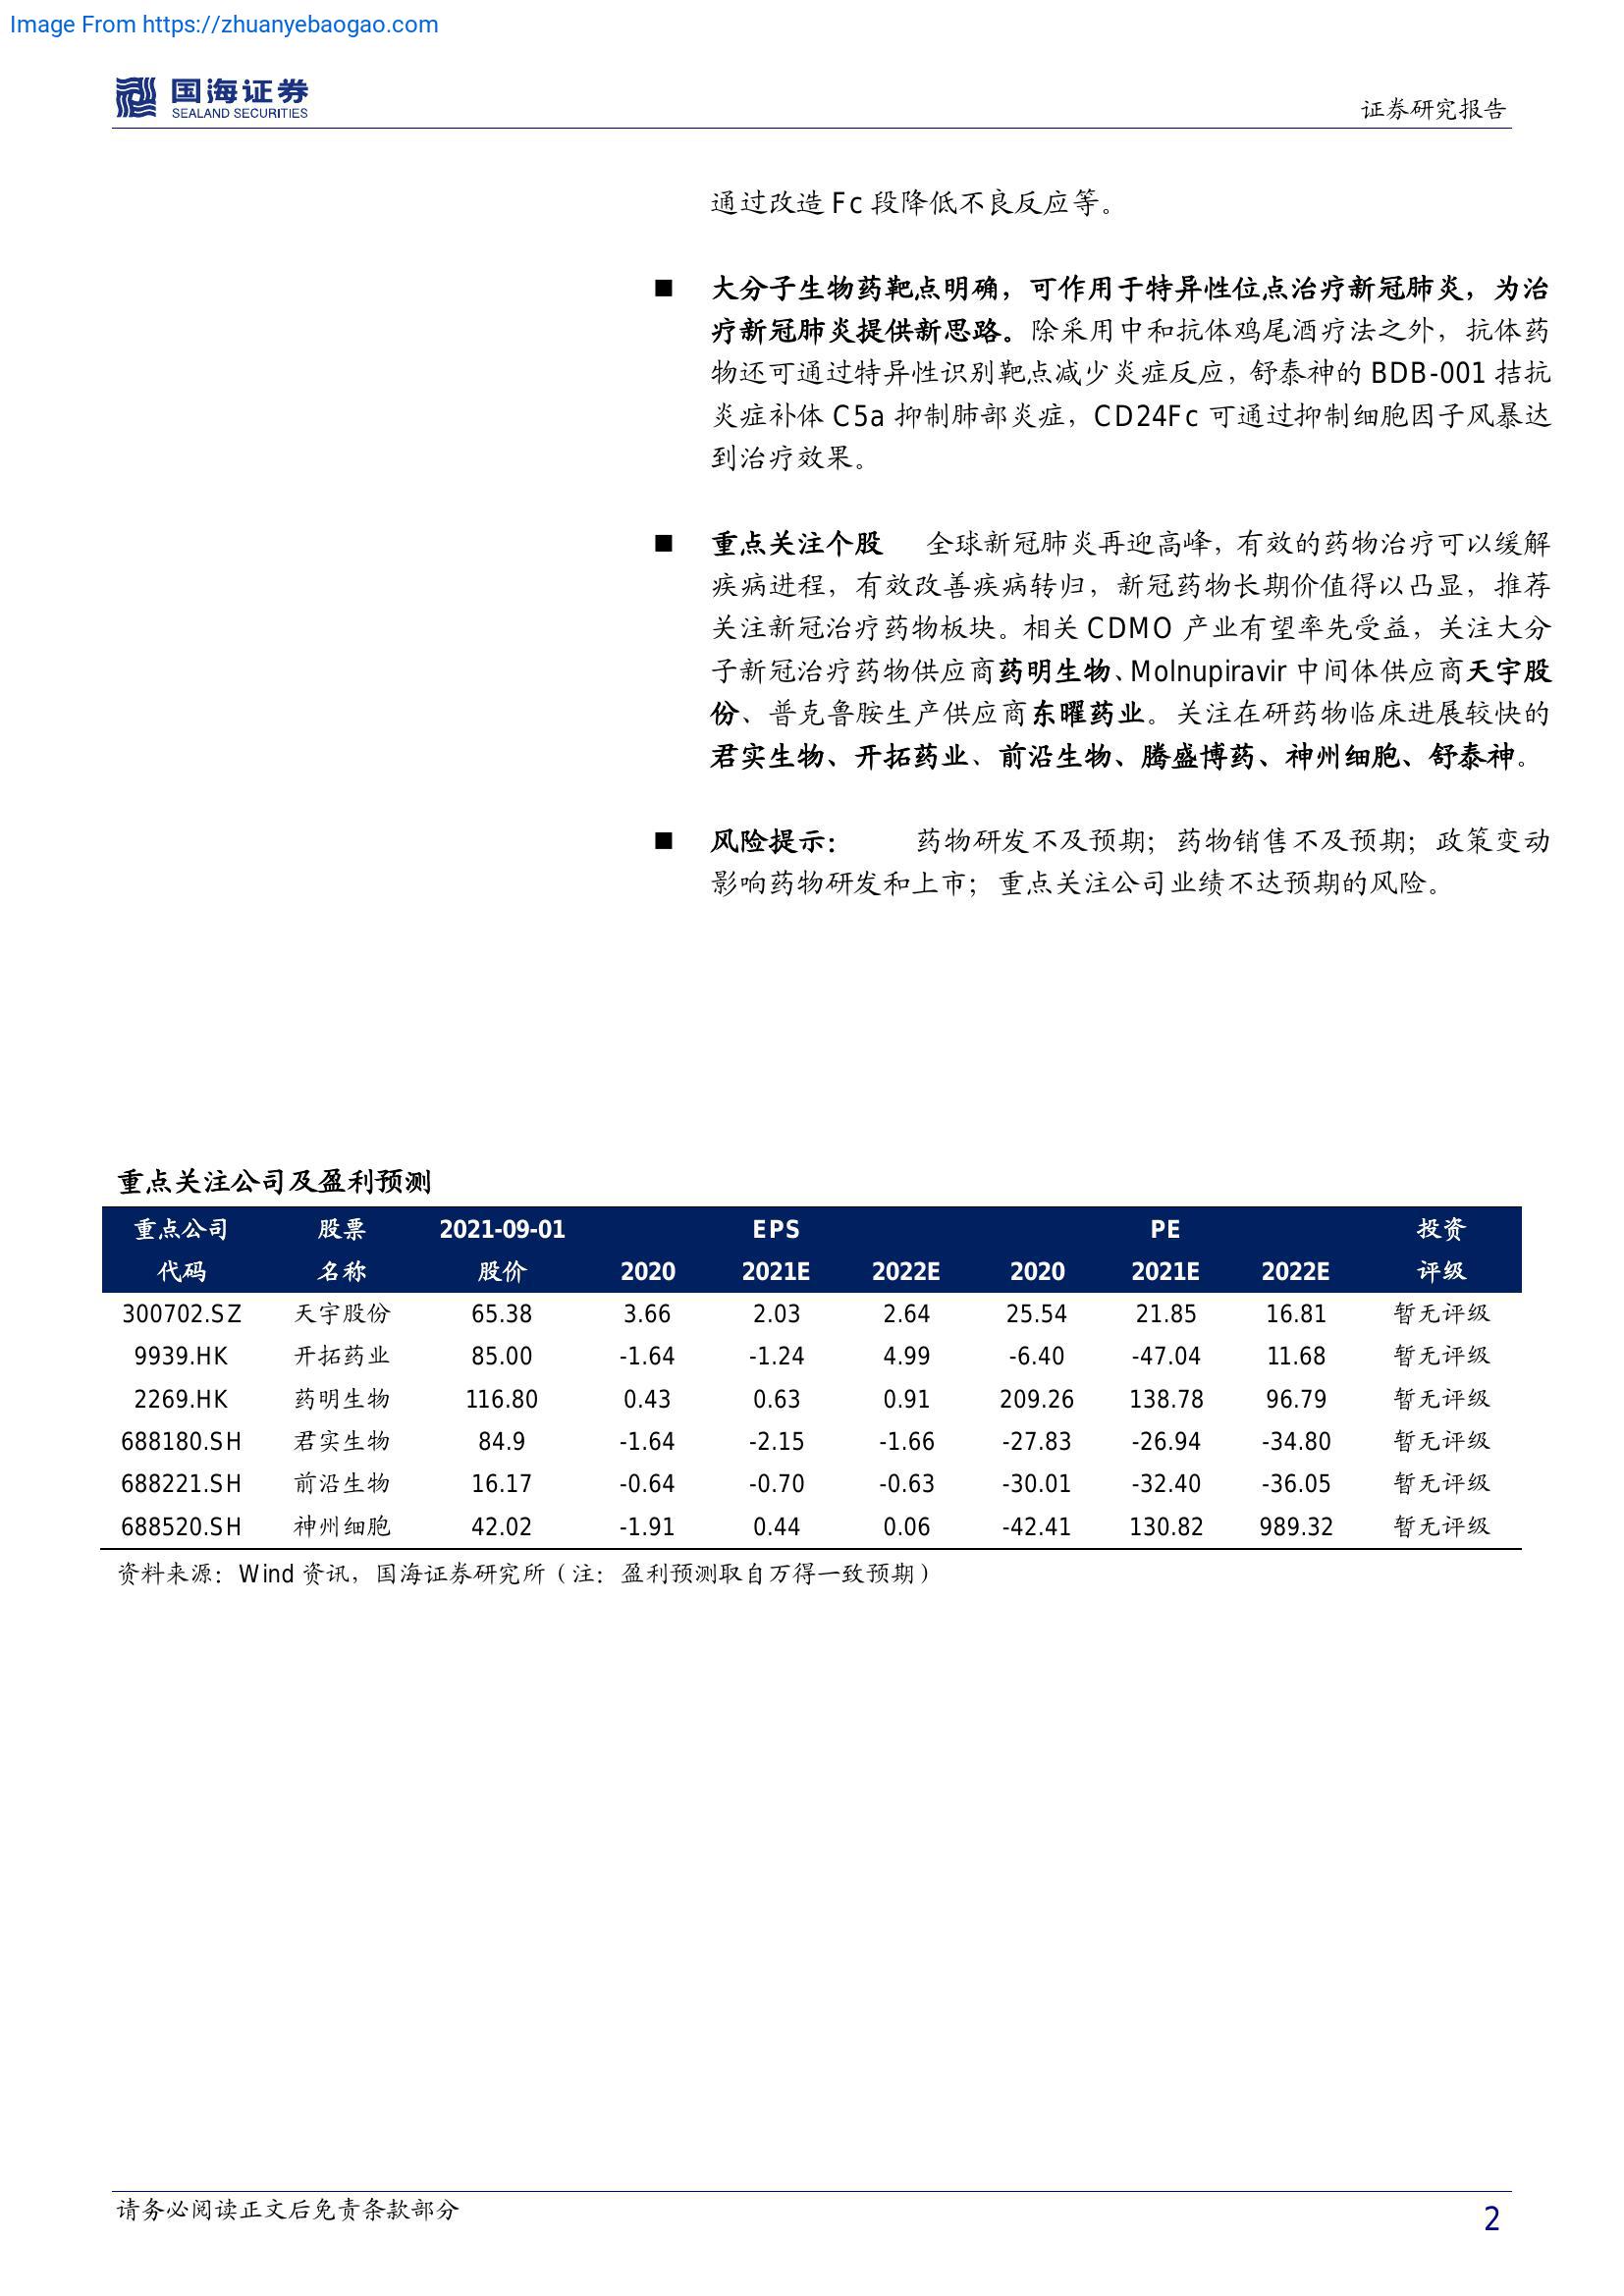 Image From https://zhuanyebaogao.com
国海证券
SEALAND SECURITIES
证券研究报告
通过改造 Fc 段降低不良反应等。
■ 大分子生物药靶点明确，可作用于特异性位点治疗新冠肺炎，为治
疗新冠肺炎提供新思路。除采用中和抗体鸡尾酒疗法之外，抗体药
物还可通过特异性识别靶点减少炎症反应，舒泰神的 BDB-001 拮抗
炎症补体 C5a 抑制肺部炎症，CD24Fc 可通过抑制细胞因子风暴达
到治疗效果。
■ 重点关注个股 全球新冠肺炎再迎高峰，有效的药物治疗可以缓解
疾病进程，有效改善疾病转归，新冠药物长期价值得以凸显，推荐
关注新冠治疗药物板块。相关 CDMO 产业有望率先受益，关注大分
子新冠治疗药物供应商药明生物、Molnupiravir 中间体供应商天宇股
份、普克鲁胺生产供应商东曜药业。关注在研药物临床进展较快的
君实生物、开拓药业、前沿生物、腾盛博药、神州细胞、舒泰神。
■ 风险提示： 药物研发不及预期；药物销售不及预期；政策变动
影响药物研发和上市；重点关注公司业绩不达预期的风险。
重点关注公司及盈利预测
重点公司 股票 2021-09-01 EPS PE 投资
代码 名称 股价 2020 2021E 2022E 2020 2021E 2022E 评级
300702.SZ 天宇股份 65.38 3.66 2.03 2.64 25.54 21.85 16.81 暂无评级
9939.HK 开拓药业 85.00 -1.64 -1.24 4.99 -6.40 -47.04 11.68 暂无评级
2269.HK 药明生物 116.80 0.43 0.63 0.91 209.26 138.78 96.79 暂无评级
688180.SH 君实生物 84.9 -1.64 -2.15 -1.66 -27.83 -26.94 -34.80 暂无评级
688221.SH 前沿生物 16.17 -0.64 -0.70 -0.63 -30.01 -32.40 -36.05 暂无评级
688520.SH 神州细胞 42.02 -1.91 0.44 0.06 -42.41 130.82 989.32 暂无评级
资料来源：Wind 资讯，国海证券研究所（注：盈利预测取自万得一致预期）
请务必阅读正文后免责条款部分
2